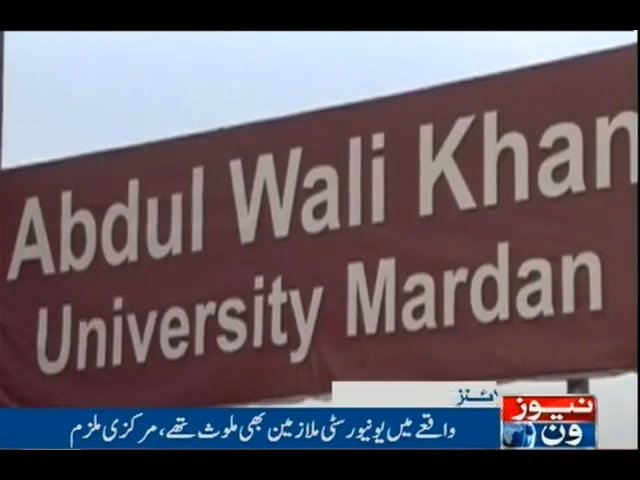 Abdul Wali Khan
University Mardan
واقعے میں یونیورسٹی ملازمین بھی ملوث تھے، مرکزی ملزم
نیوز
ون